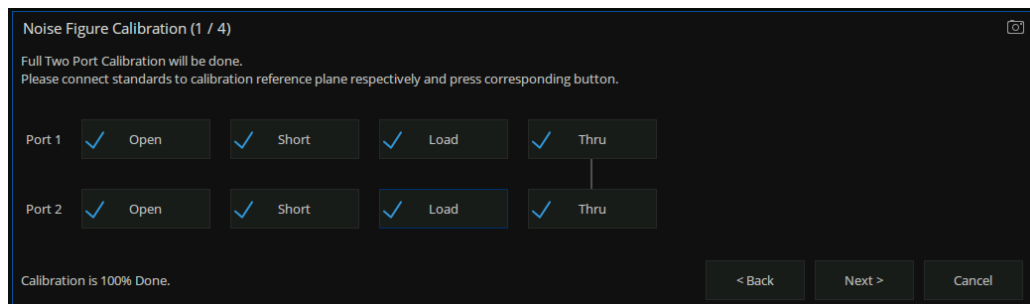 Noise Figure Calibration (1 / 4)
Full Two Port Calibration will be done.
Please connect standards to calibration reference plane respectively and press corresponding button.
Port 1 Open Short Load Thru
Port 2 Open Short Load Thru
Calibration is 100% Done. < Back Next > Cancel